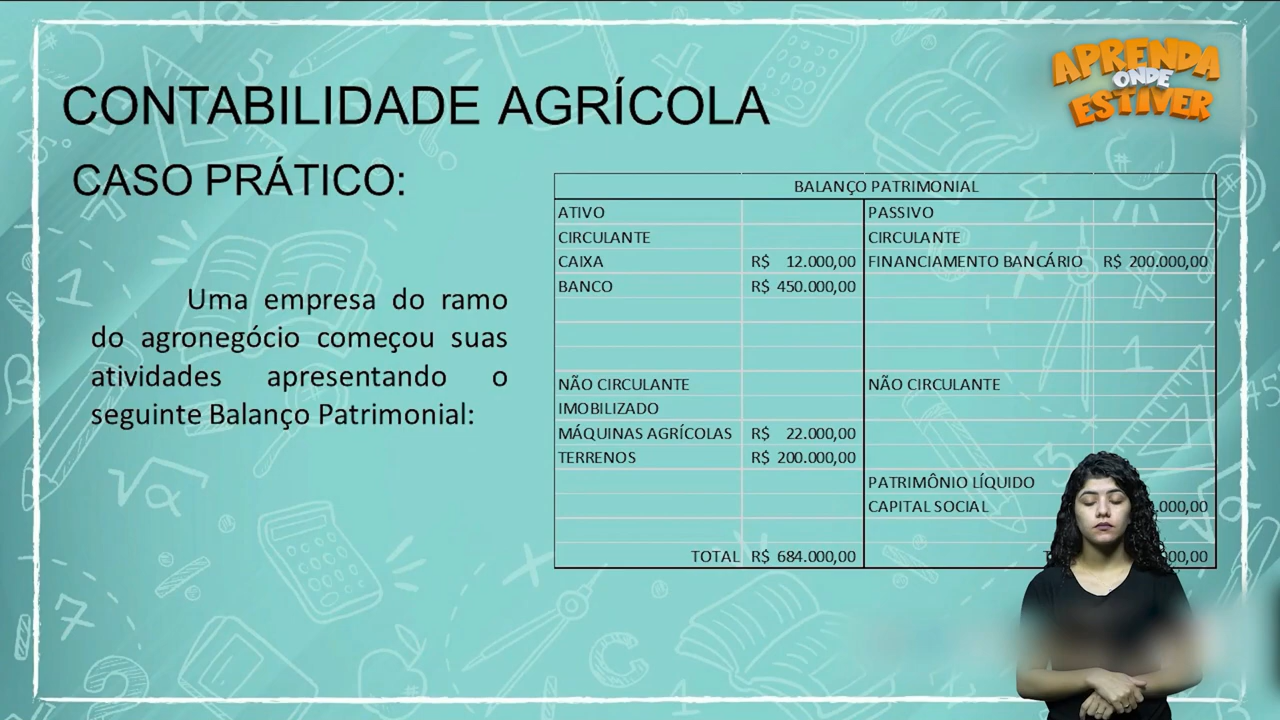 APRENDA
ONDE
ESTIVER
CONTABILIDADE AGRÍCOLA
CASO PRÁTICO:
Uma empresa do ramo
do agronegócio começou suas
atividades apresentando o
seguinte Balanço Patrimonial:
BALANÇO PATRIMONIAL
ATIVO PASSIVO
CIRCULANTE CIRCULANTE
CAIXA R$ 12.000,00 FINANCIAMENTO BANCÁRIO R$ 200.000,00
BANCO R$ 450.000,00
NÃO CIRCULANTE NÃO CIRCULANTE
IMOBILIZADO
MÁQUINAS AGRÍCOLAS R$ 22.000,00
TERRENOS R$ 200.000,00
PATRIMÔNIO LÍQUIDO
CAPITAL SOCIAL
TOTAL R$ 684.000,00